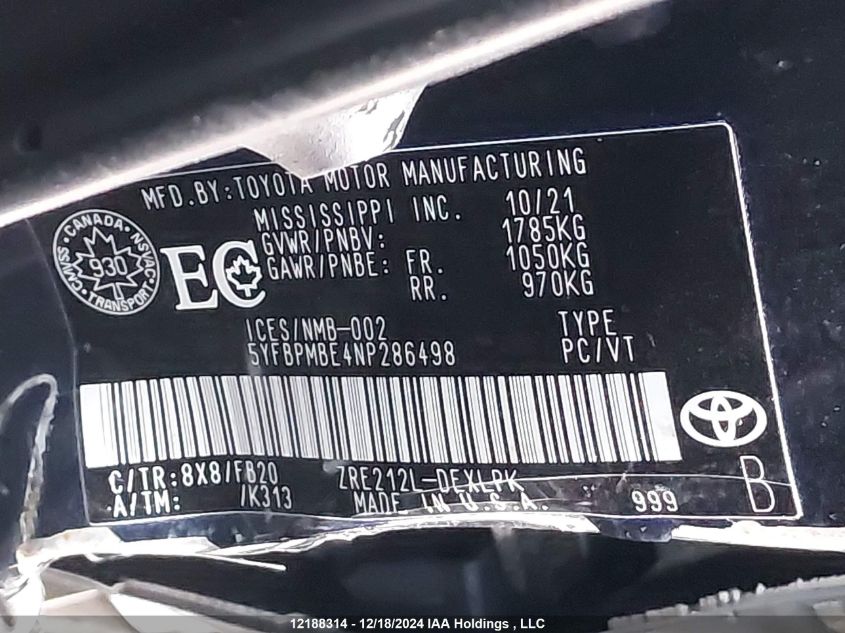 MFD.BY:TOYOTA MOTOR MANUFACTURING
MISSISSIPPI INC. 10/21
GVWR/PNBV: 1785KG
GAWR/PNBE: FR. 1050KG
RR. 970KG
CANADA
CMVSS 930 NSVAC
TRANSPORT
EC
ICES/NMB-002 TYPE
5YFBPMBE4NP286498 PC/VT
C/TR:8X8/FB20 ZRE212L-DEXLPK
A/TM: /K313 MADE IN U.S.A. 999 B
12188314 - 12/18/2024 IAA Holdings , LLC